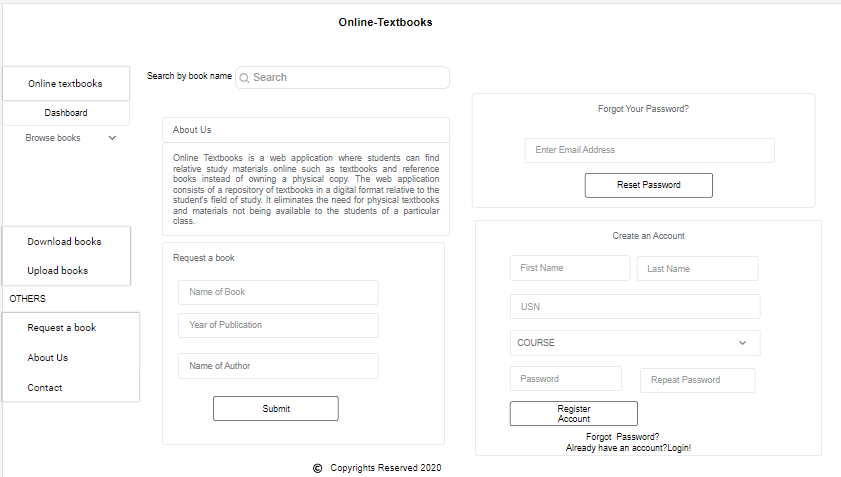 Online-Textbooks
Online textbooks
Dashboard
Browse books
Download books
Upload books
OTHERS
Request a book
About Us
Contact
Search by book name
Search
About Us
Online Textbooks is a web application where students can find
relative study materials online such as textbooks and reference
books instead of owning a physical copy. The web application
consists of a repository of textbooks in a digital format relative to the
student's field of study. It eliminates the need for physical textbooks
and materials not being available to the students of a particular
class.
Request a book
Name of Book
Year of Publication
Name of Author
Submit
Forgot Your Password?
Enter Email Address
Reset Password
Create an Account
First Name
Last Name
USN
COURSE
Password
Repeat Password
Register
Account
Forgot Password?
Already have an account?Login!
© Copyrights Reserved 2020